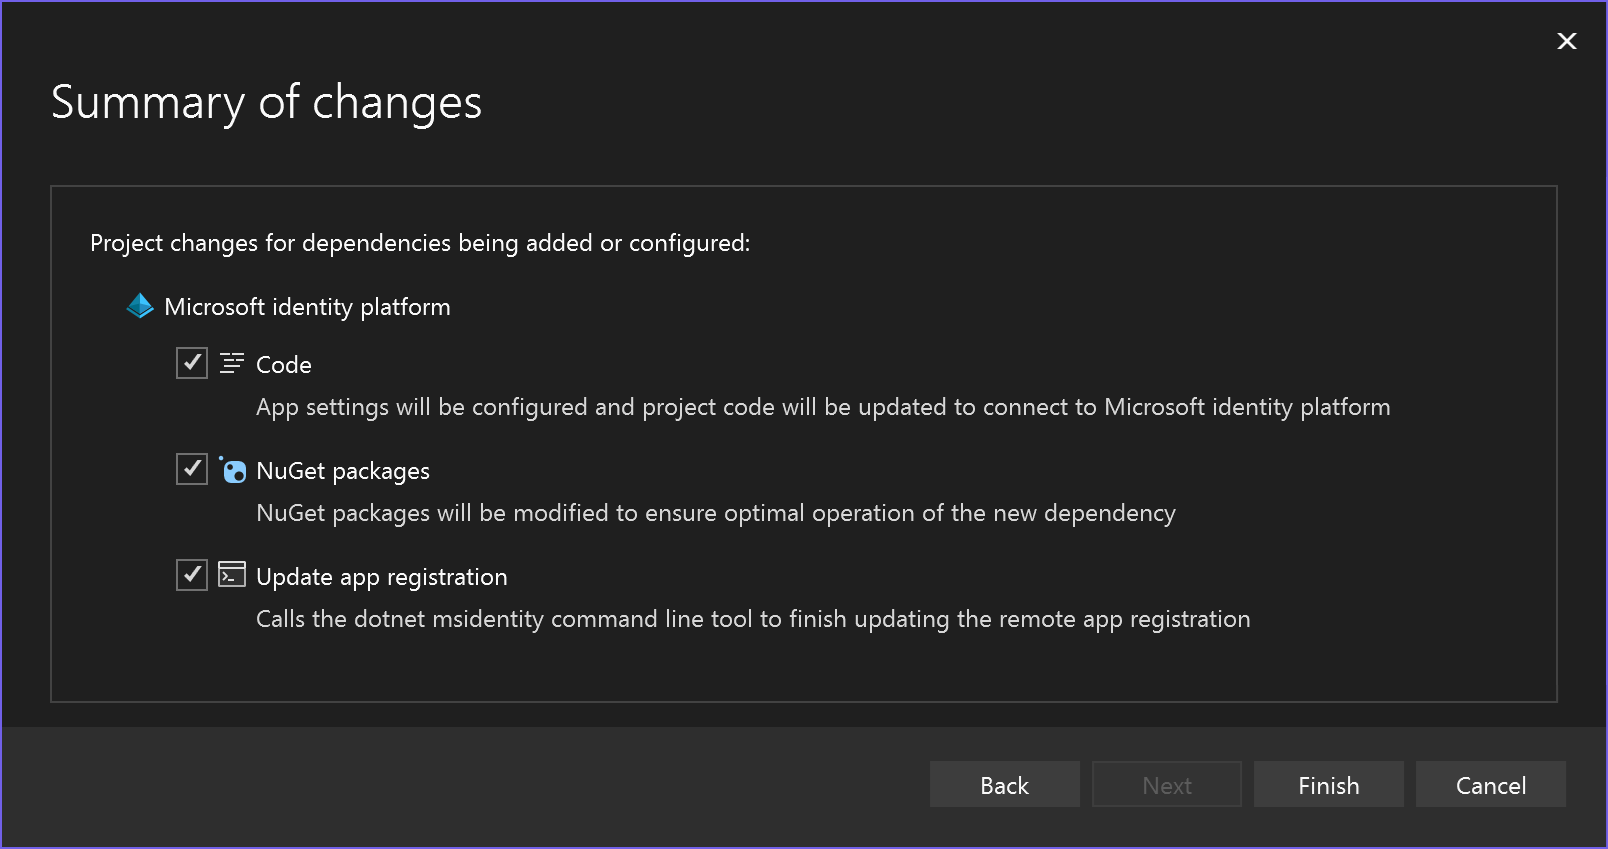 Summary of changes
Project changes for dependencies being added or configured:
Microsoft identity platform
Code
App settings will be configured and project code will be updated to connect to Microsoft identity platform
NuGet packages
NuGet packages will be modified to ensure optimal operation of the new dependency
Update app registration
Calls the dotnet msidentity command line tool to finish updating the remote app registration
Back
Next
Finish
Cancel